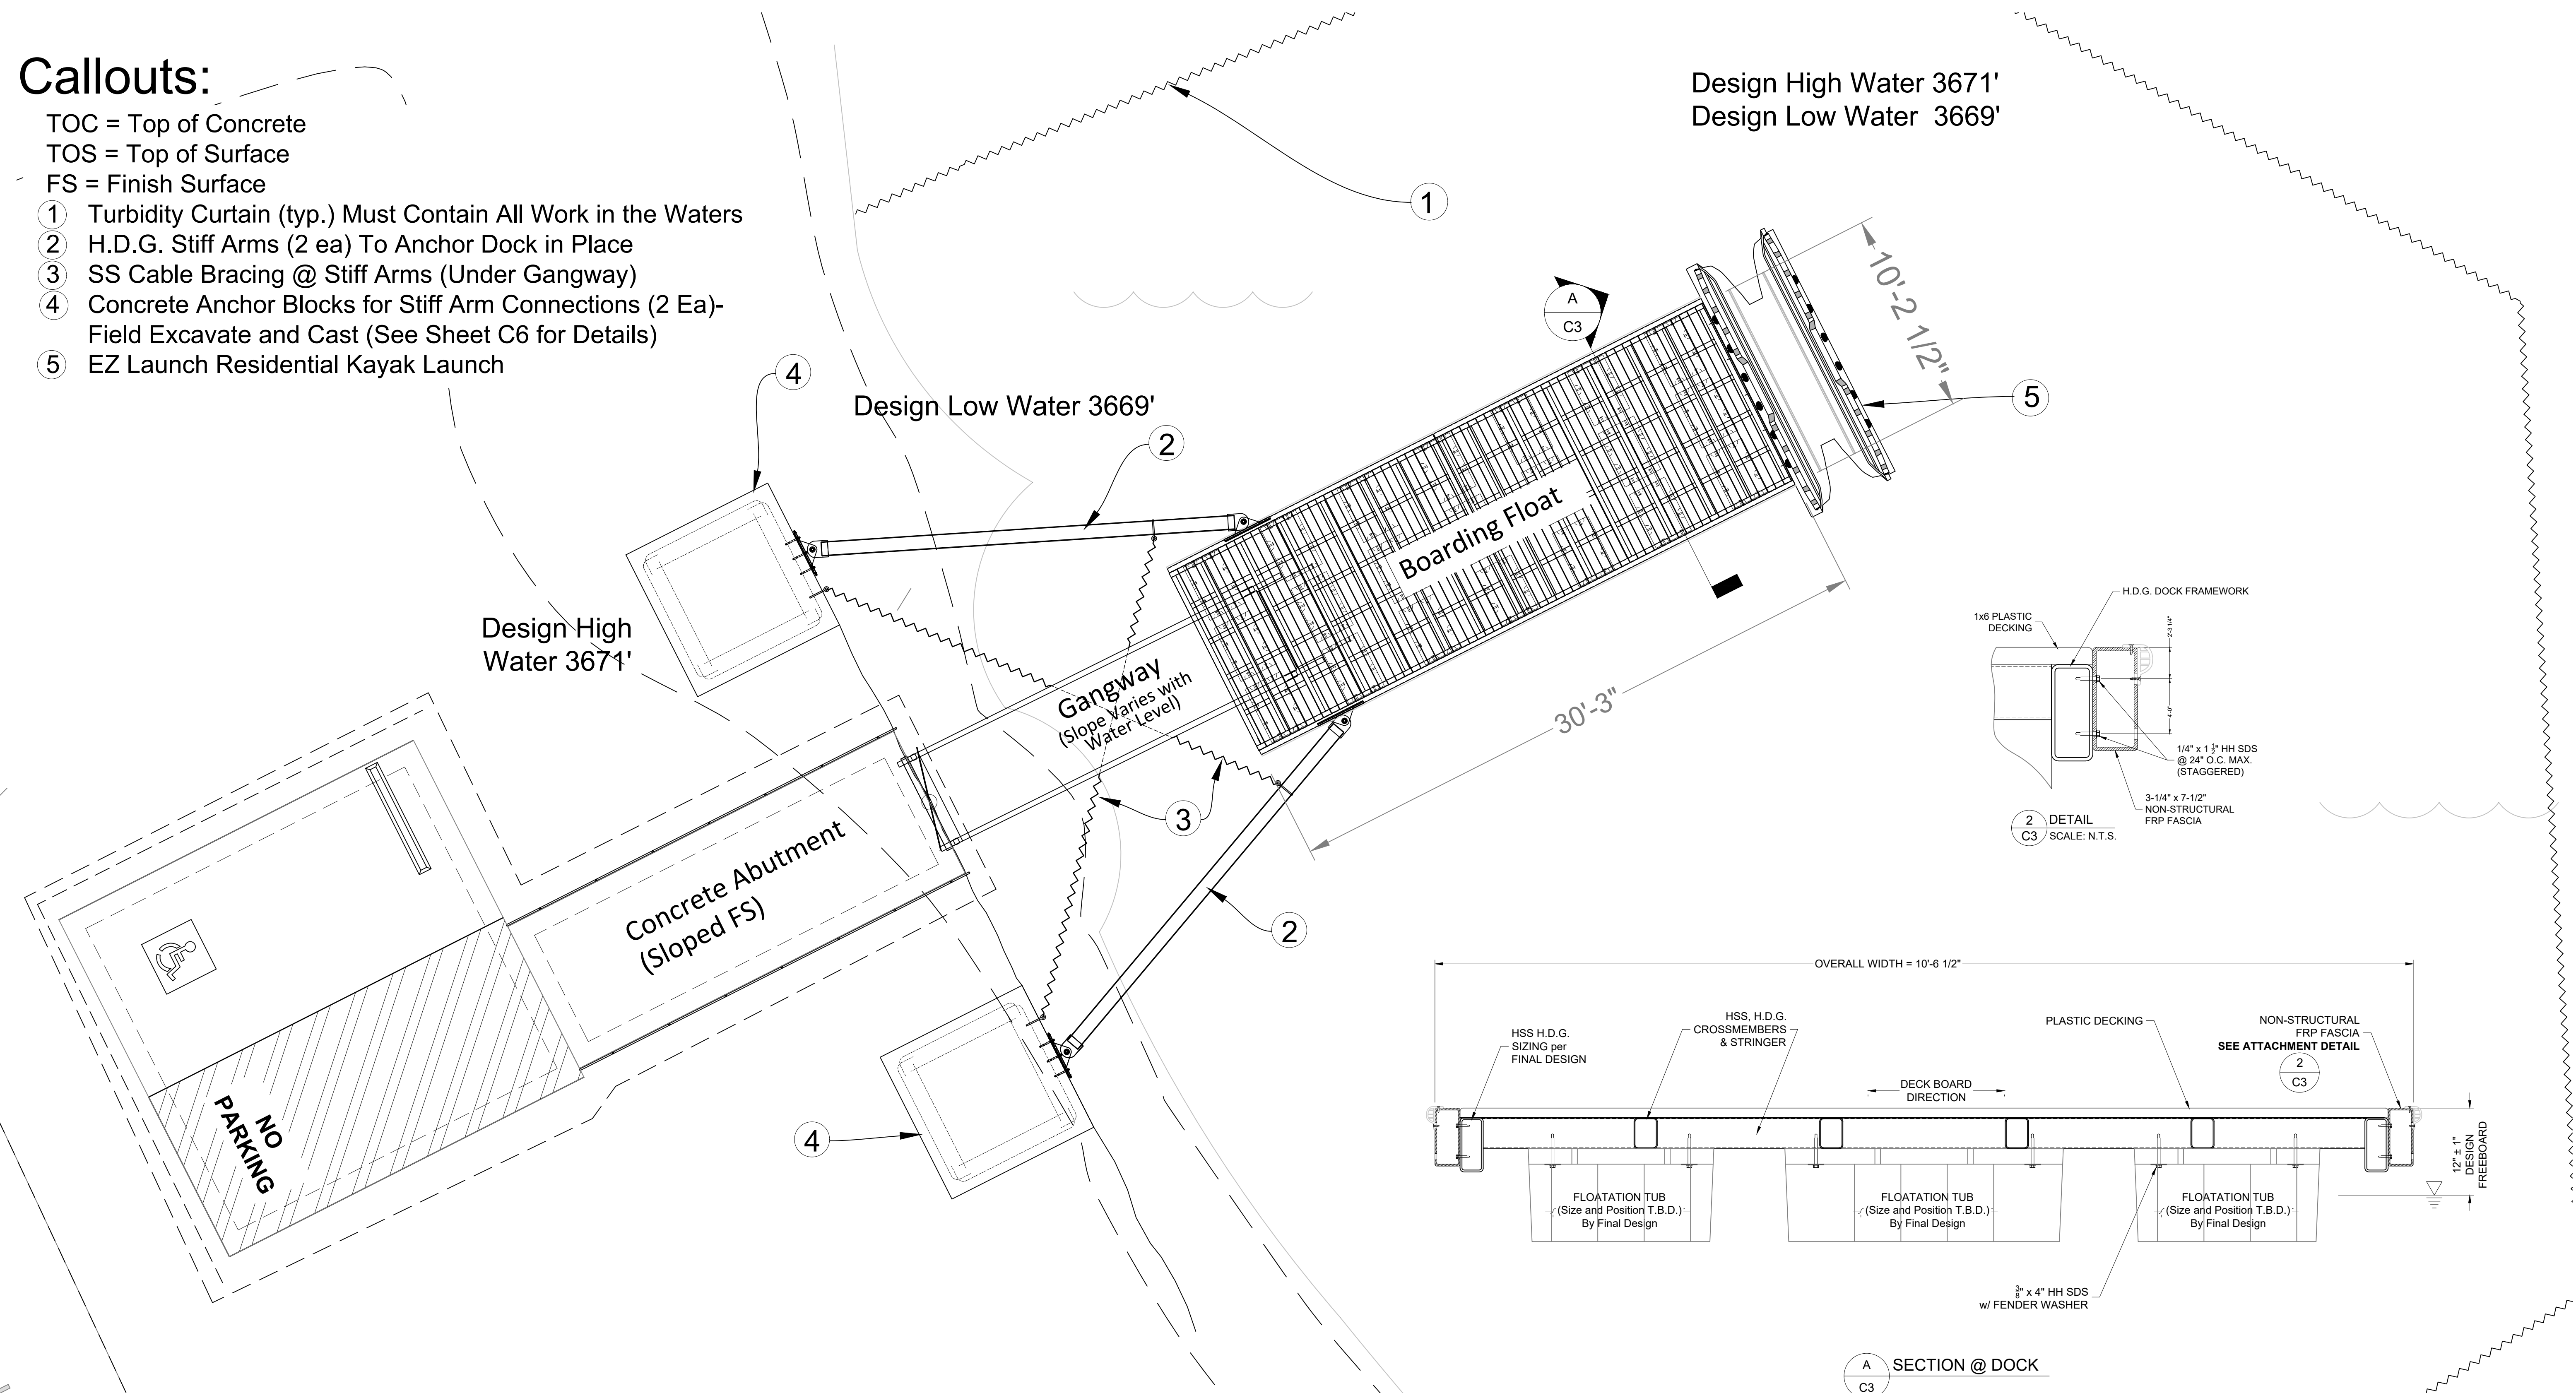 Callouts:
TOC = Top of Concrete
TOS = Top of Surface
FS = Finish Surface
1 Turbidity Curtain (typ.) Must Contain All Work in the Waters
2 H.D.G. Stiff Arms (2 ea) To Anchor Dock in Place
3 SS Cable Bracing @ Stiff Arms (Under Gangway)
4 Concrete Anchor Blocks for Stiff Arm Connections (2 Ea)-
Field Excavate and Cast (See Sheet C6 for Details)
5 EZ Launch Residential Kayak Launch
Design High Water 3671'
Design Low Water 3669'
1
10'-2 1/2"
A
C3
5
4
Design Low Water 3669'
2
Boarding Float
Design High
Water 3671'
Gangway
(Slope Varies with
Water Level)
30'-3"
3
Concrete Abutment
(Sloped FS)
2
4
NO
PARKING
H.D.G. DOCK FRAMEWORK
1x6 PLASTIC
DECKING
2'-3 1/4"
4'-0"
1/4" x 1 1/2" HH SDS
@ 24" O.C. MAX.
(STAGGERED)
3-1/4" x 7-1/2"
NON-STRUCTURAL
FRP FASCIA
2 DETAIL
C3 SCALE: N.T.S.
OVERALL WIDTH = 10'-6 1/2"
HSS H.D.G.
SIZING per
FINAL DESIGN
HSS, H.D.G.
CROSSMEMBERS
& STRINGER
PLASTIC DECKING
NON-STRUCTURAL
FRP FASCIA
SEE ATTACHMENT DETAIL
2
C3
DECK BOARD
DIRECTION
12" ± 1"
DESIGN
FREEBOARD
FLOATATION TUB
(Size and Position T.B.D.)
By Final Design
FLOATATION TUB
(Size and Position T.B.D.)
By Final Design
FLOATATION TUB
(Size and Position T.B.D.)
By Final Design
3/8" x 4" HH SDS
w/ FENDER WASHER
A SECTION @ DOCK
C3